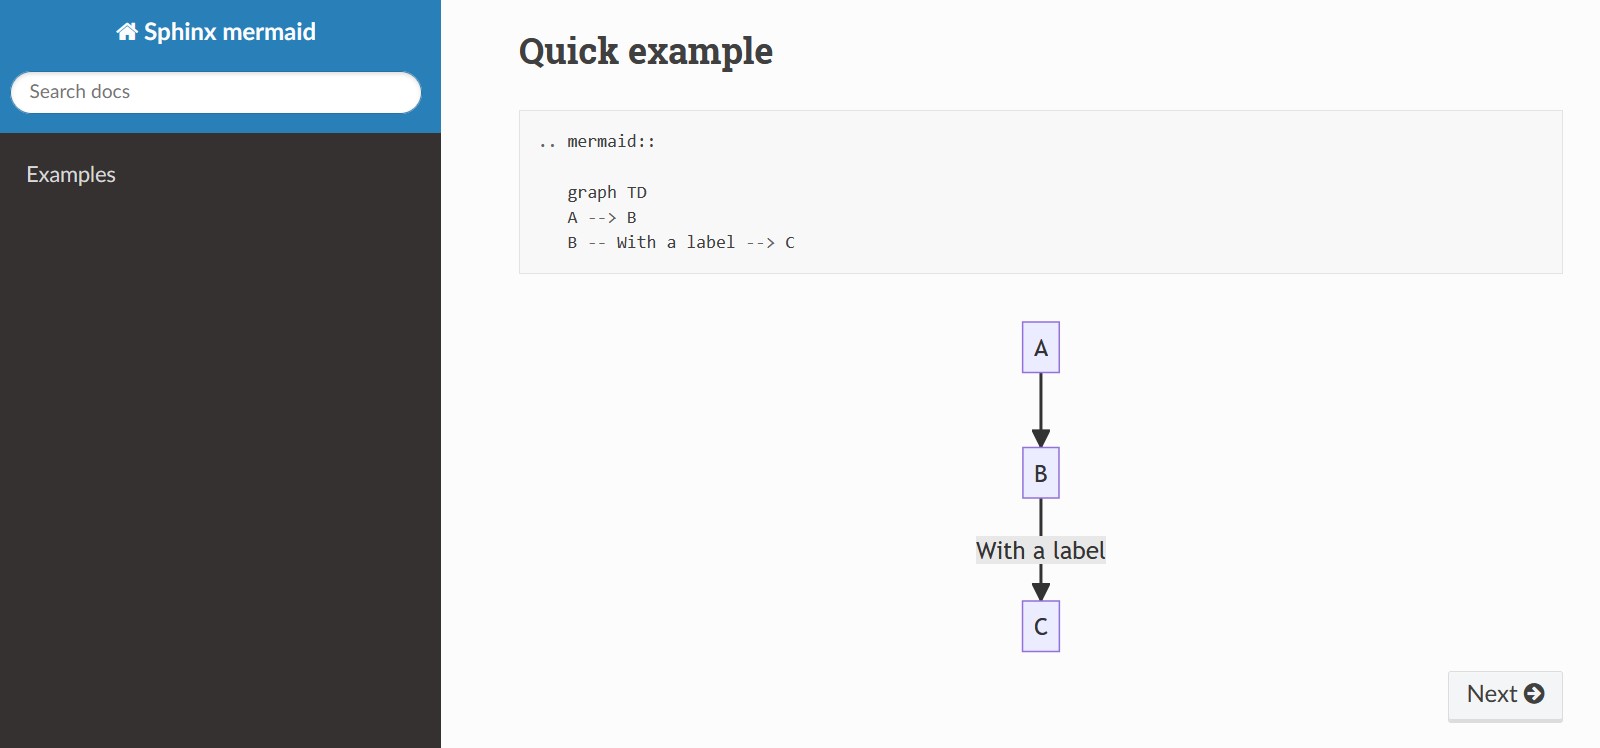 Sphinx mermaid
Search docs
Examples
Quick example
.. mermaid::
graph TD
A --> B
B -- With a label --> C
A
B
With a label
C
Next